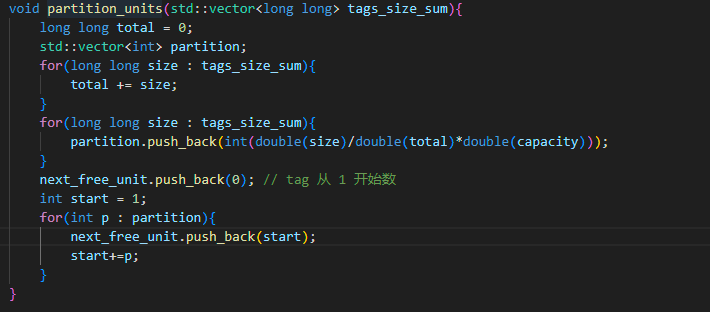 void partition_units(std::vector<long long> tags_size_sum){
    long long total = 0;
    std::vector<int> partition;
    for(long long size : tags_size_sum){
        total += size;
    }
    for(long long size : tags_size_sum){
        partition.push_back(int(double(size)/double(total)*double(capacity)));
    }
    next_free_unit.push_back(0); // tag 从 1 开始数
    int start = 1;
    for(int p : partition){
        next_free_unit.push_back(start);
        start+=p;
    }
}